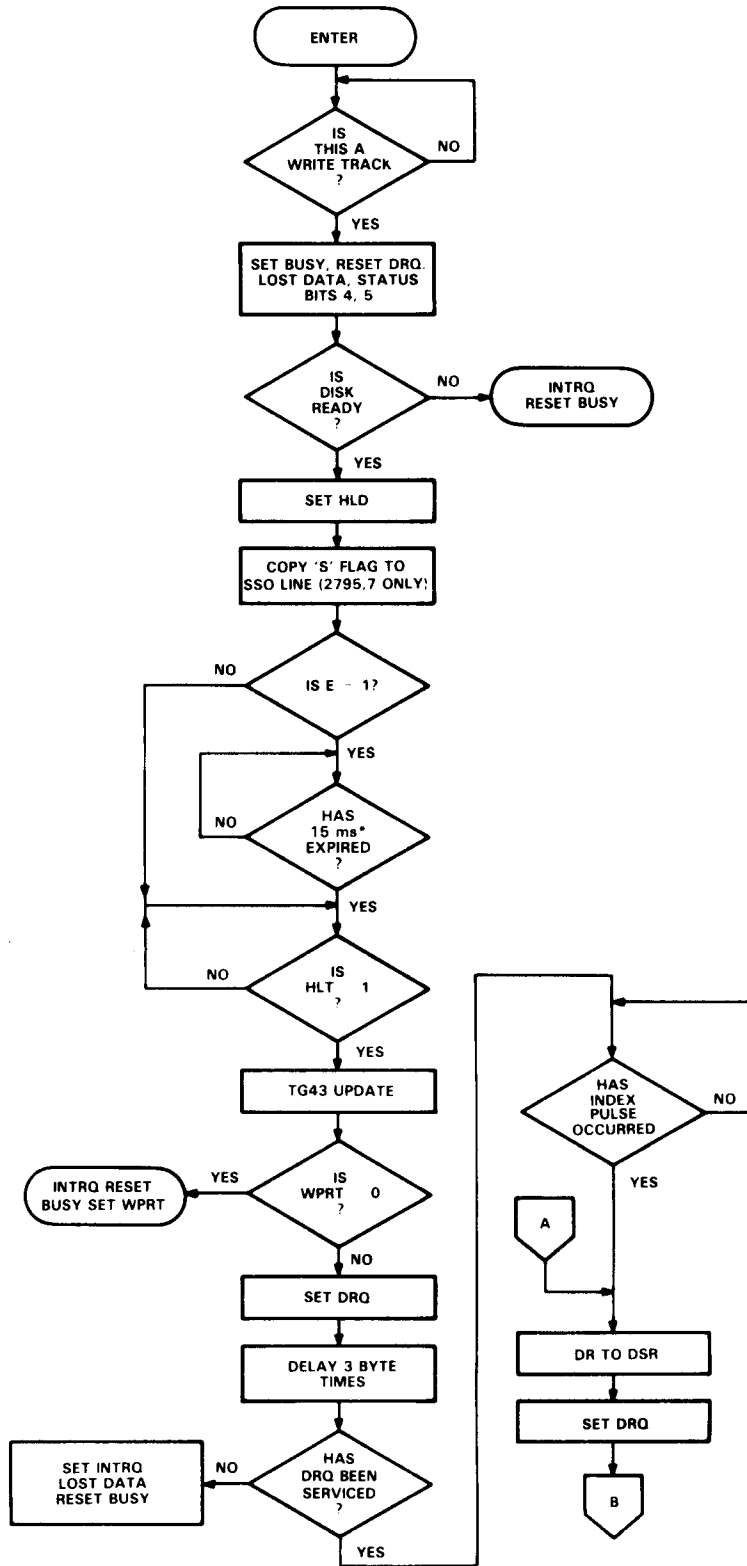 ENTER
IS
THIS A
WRITE TRACK
?
NO
YES
SET BUSY, RESET DRQ.
LOST DATA, STATUS
BITS 4, 5
IS
DISK
READY
?
NO
INTRQ
RESET BUSY
YES
SET HLD
COPY 'S' FLAG TO
SSO LINE (2795,7 ONLY)
NO
IS E - 1?
YES
NO
HAS
15 ms*
EXPIRED
?
YES
NO
IS
HLT 1
?
YES
TG43 UPDATE
YES
INTRQ RESET
BUSY SET WPRT
IS
WPRT 0
?
NO
SET DRQ
DELAY 3 BYTE
TIMES
NO
SET INTRQ
LOST DATA
RESET BUSY
HAS
DRQ BEEN
SERVICED
?
YES
HAS
INDEX
PULSE
OCCURRED
NO
YES
A
DR TO DSR
SET DRQ
B